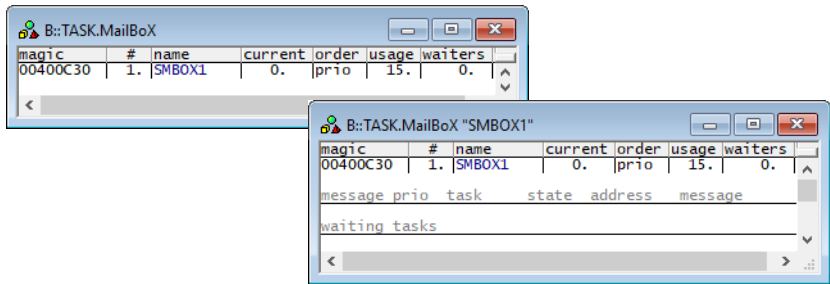 B::TASK.MailBoX
magic # name current order usage waiters
00400C30 1. SMBOX1 0. prio 15. 0.
B::TASK.MailBoX "SMBOX1"
magic # name current order usage waiters
00400C30 1. SMBOX1 0. prio 15. 0.
message prio task state address message
waiting tasks